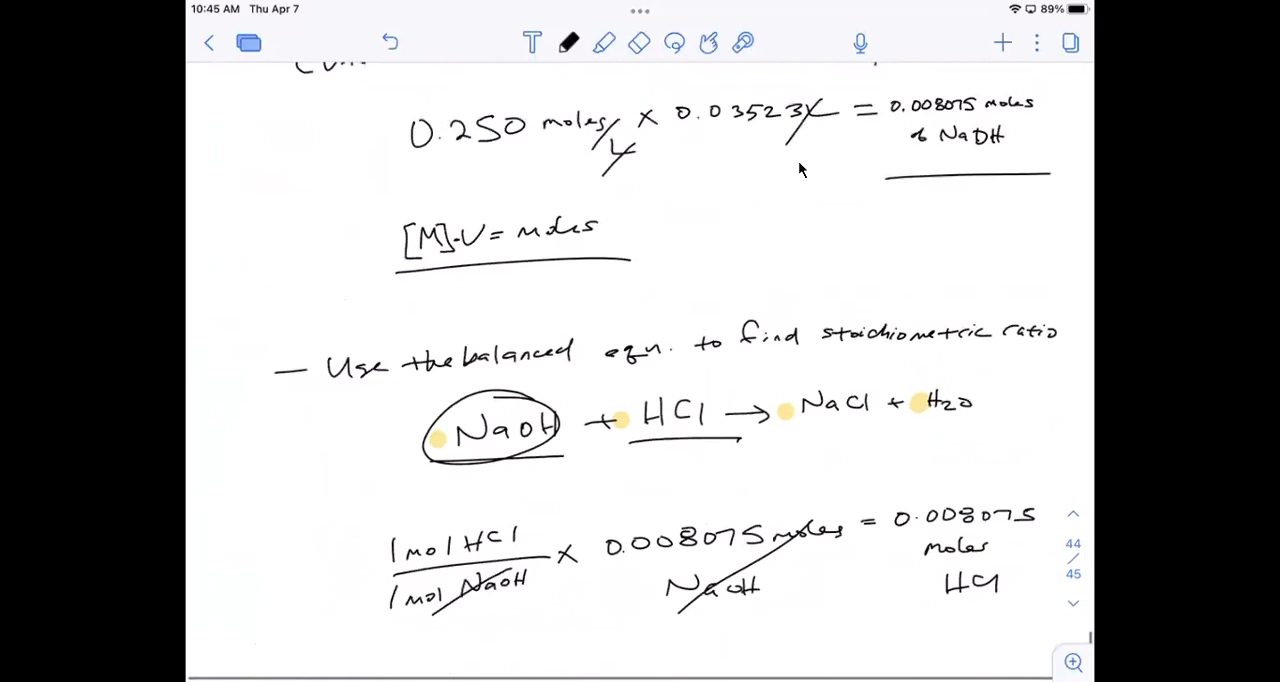 10:45 AM Thu Apr 7
89%
T
0.250 moles/L x 0.03523 L = 0.008075 moles
of NaOH
[M]·V = moles
— Use the balanced eqn. to find stoichiometric ratio
NaOH + HCl → NaCl + H2O
1 mol HCl
1 mol NaOH
x 0.008075 moles
NaOH
= 0.008075
moles
HCl
44
/
45